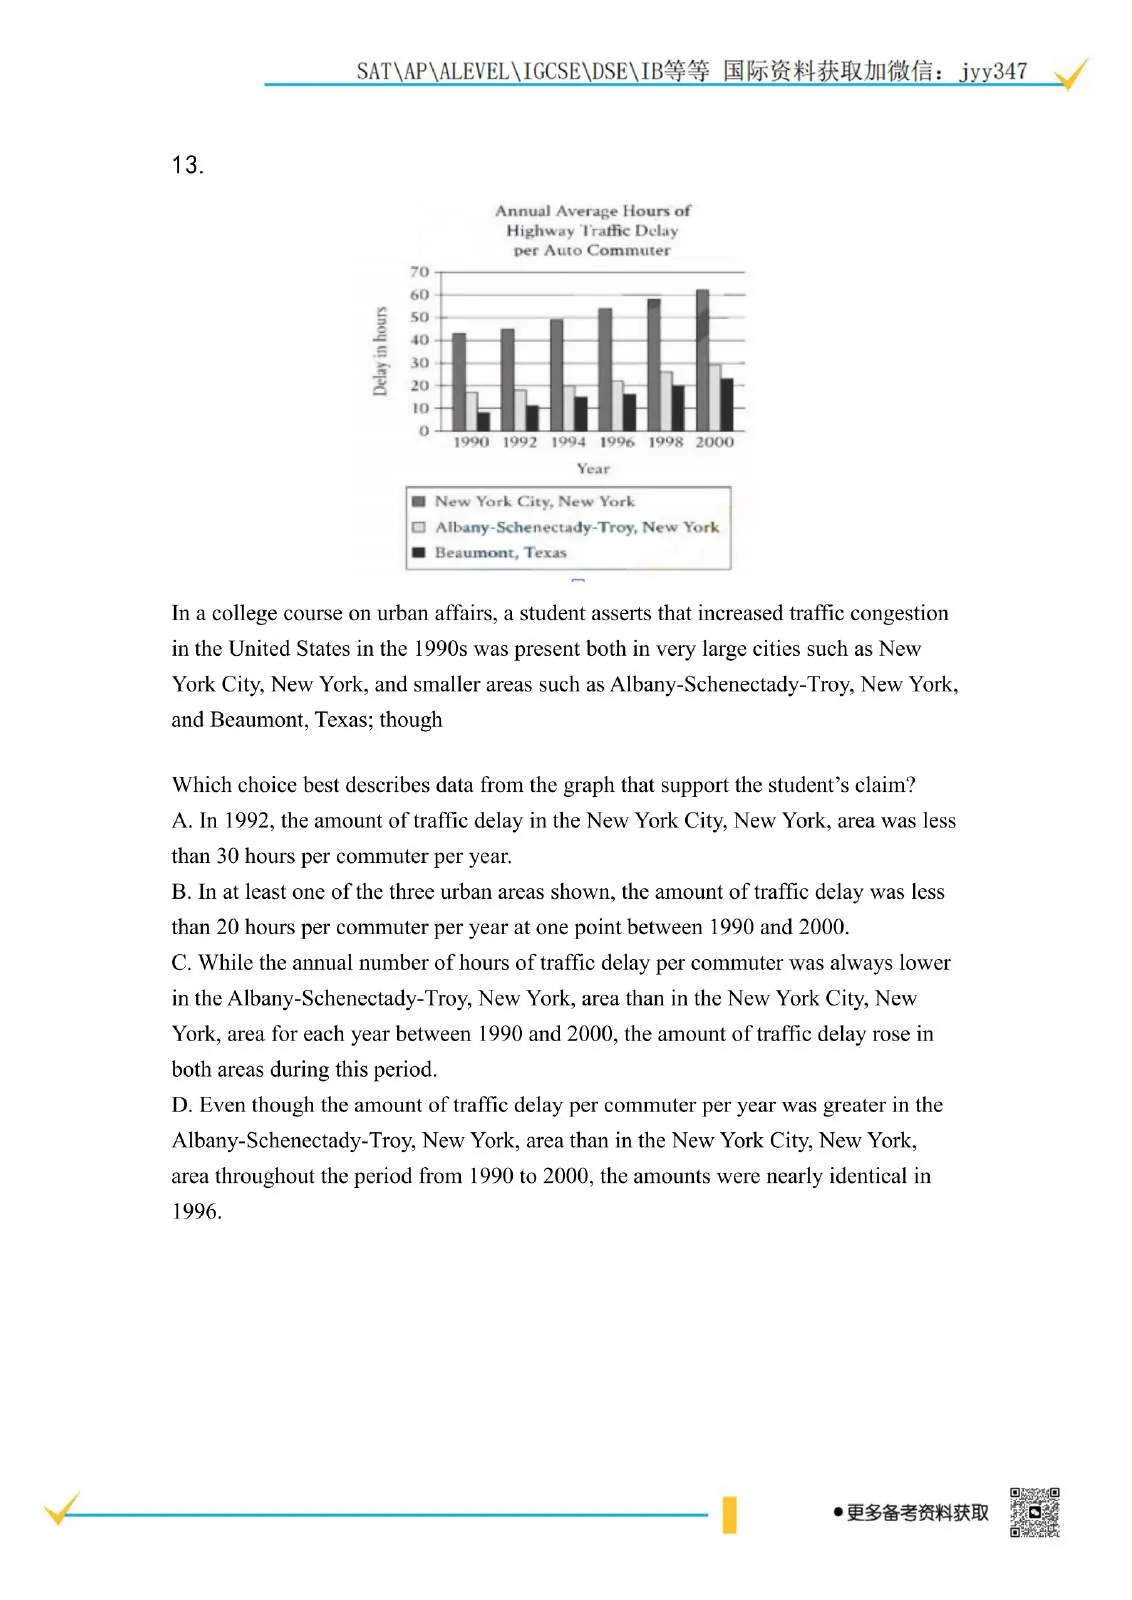 SAT\AP\ALEVEL\IGCSE\DSE\IB等等 国际资料获取加微信：jyy347
13.
Annual Average Hours of
Highway Traffic Delay
per Auto Commuter
Delay in hours
70
60
50
40
30
20
10
0
1990 1992 1994 1996 1998 2000
Year
New York City, New York
Albany-Schenectady-Troy, New York
Beaumont, Texas
In a college course on urban affairs, a student asserts that increased traffic congestion
in the United States in the 1990s was present both in very large cities such as New
York City, New York, and smaller areas such as Albany-Schenectady-Troy, New York,
and Beaumont, Texas; though
Which choice best describes data from the graph that support the student’s claim?
A. In 1992, the amount of traffic delay in the New York City, New York, area was less
than 30 hours per commuter per year.
B. In at least one of the three urban areas shown, the amount of traffic delay was less
than 20 hours per commuter per year at one point between 1990 and 2000.
C. While the annual number of hours of traffic delay per commuter was always lower
in the Albany-Schenectady-Troy, New York, area than in the New York City, New
York, area for each year between 1990 and 2000, the amount of traffic delay rose in
both areas during this period.
D. Even though the amount of traffic delay per commuter per year was greater in the
Albany-Schenectady-Troy, New York, area than in the New York City, New York,
area throughout the period from 1990 to 2000, the amounts were nearly identical in
1996.
●更多备考资料获取